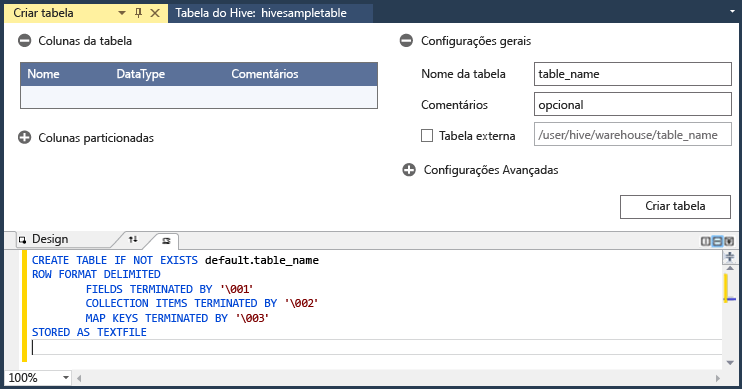 Criar tabela
Tabela do Hive: hivesampletable
Colunas da tabela
Nome DataType Comentários
Colunas particionadas
Configurações gerais
Nome da tabela table_name
Comentários opcional
Tabela externa /user/hive/warehouse/table_name
Configurações Avançadas
Criar tabela
Design
CREATE TABLE IF NOT EXISTS default.table_name
ROW FORMAT DELIMITED
FIELDS TERMINATED BY '\001'
COLLECTION ITEMS TERMINATED BY '\002'
MAP KEYS TERMINATED BY '\003'
STORED AS TEXTFILE
100%